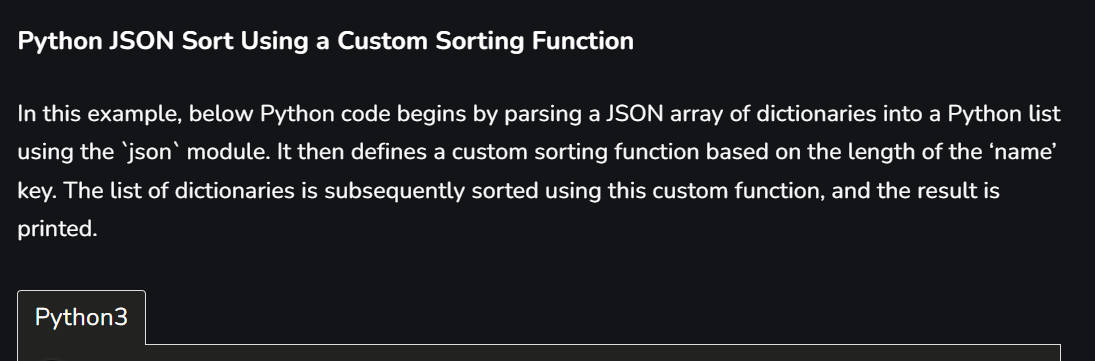 Python JSON Sort Using a Custom Sorting Function
In this example, below Python code begins by parsing a JSON array of dictionaries into a Python list
using the `json` module. It then defines a custom sorting function based on the length of the ‘name’
key. The list of dictionaries is subsequently sorted using this custom function, and the result is
printed.
Python3